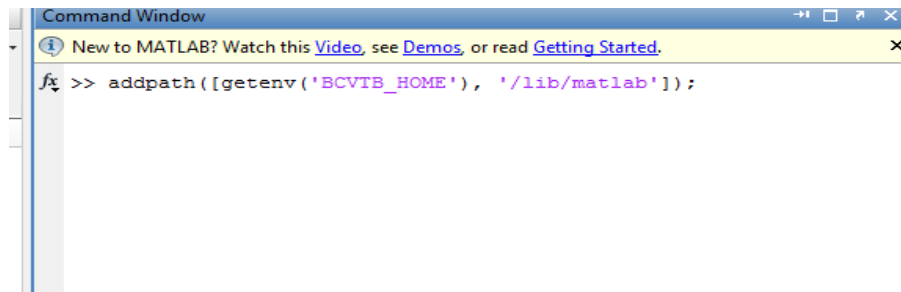 Command Window
New to MATLAB? Watch this Video, see Demos, or read Getting Started.
fx >> addpath([getenv('BCVTB_HOME'), '/lib/matlab']);